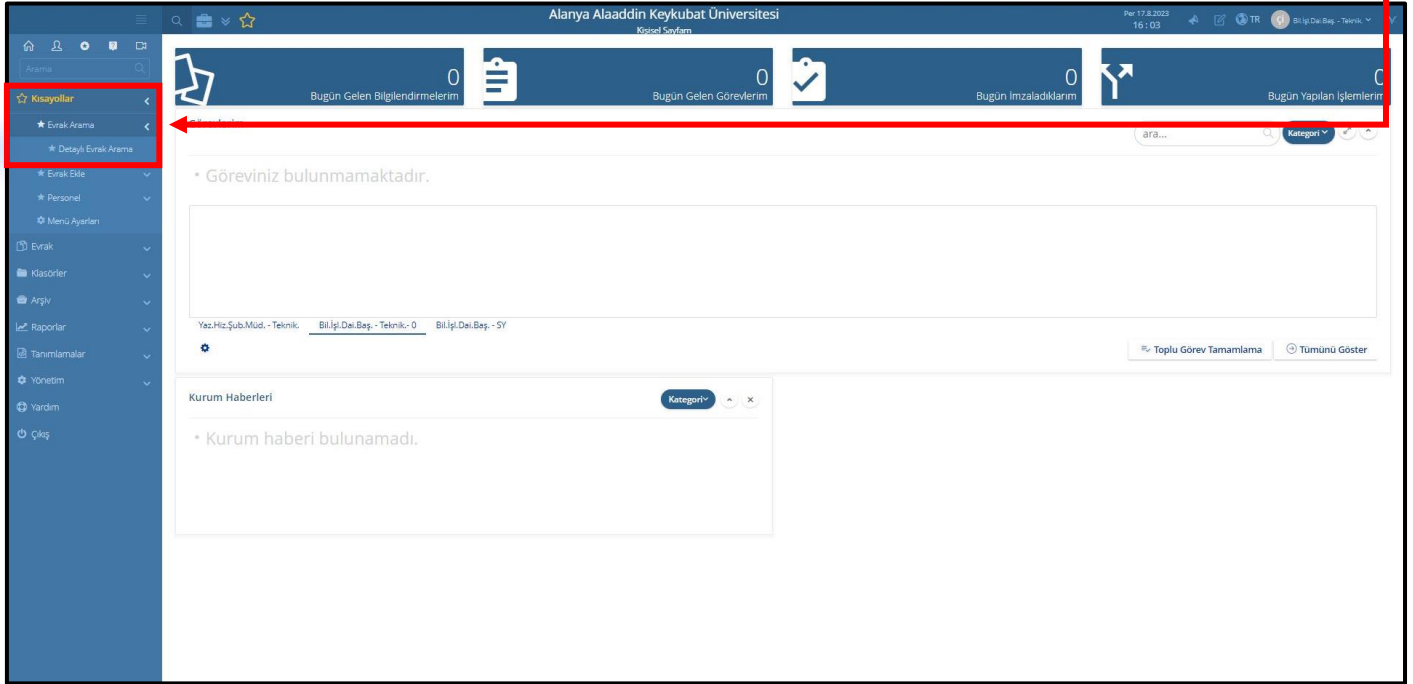 Alanya Alaaddin Keykubat Üniversitesi
Kişisel Sayfam
Per 17.8.2023
16 : 03
TR
Çİ
Bil.İşl.Dai.Baş. - Teknik.
Arama
Kısayollar
Evrak Arama
Detaylı Evrak Arama
Evrak Ekle
Personel
Menü Ayarları
Evrak
Klasörler
Arşiv
Raporlar
Tanımlamalar
Yönetim
Yardım
Çıkış
0
Bugün Gelen Bilgilendirmelerim
0
Bugün Gelen Görevlerim
0
Bugün İmzaladıklarım
0
Bugün Yapılan İşlemlerim
ara...
Kategori
• Göreviniz bulunmamaktadır.
Yaz.Hiz.Şub.Müd. - Teknik. Bil.İşl.Dai.Baş. - Teknik.- 0 Bil.İşl.Dai.Baş. - SY
Toplu Görev Tamamlama Tümünü Göster
Kurum Haberleri
Kategori
• Kurum haberi bulunamadı.